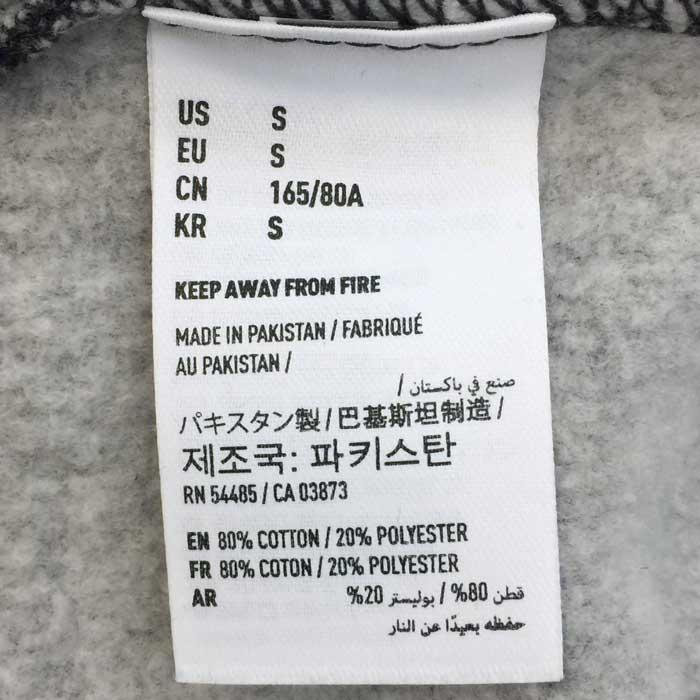 US S
EU S
CN 165/80A
KR S
KEEP AWAY FROM FIRE
MADE IN PAKISTAN / FABRIQUÉ
AU PAKISTAN /
صنع في باكستان /
パキスタン製 / 巴基斯坦制造 /
제조국: 파키스탄
RN 54485 / CA 03873
EN 80% COTTON / 20% POLYESTER
FR 80% COTON / 20% POLYESTER
AR قطن 80% / بوليستر 20%
حفظه بعيدًا عن النار